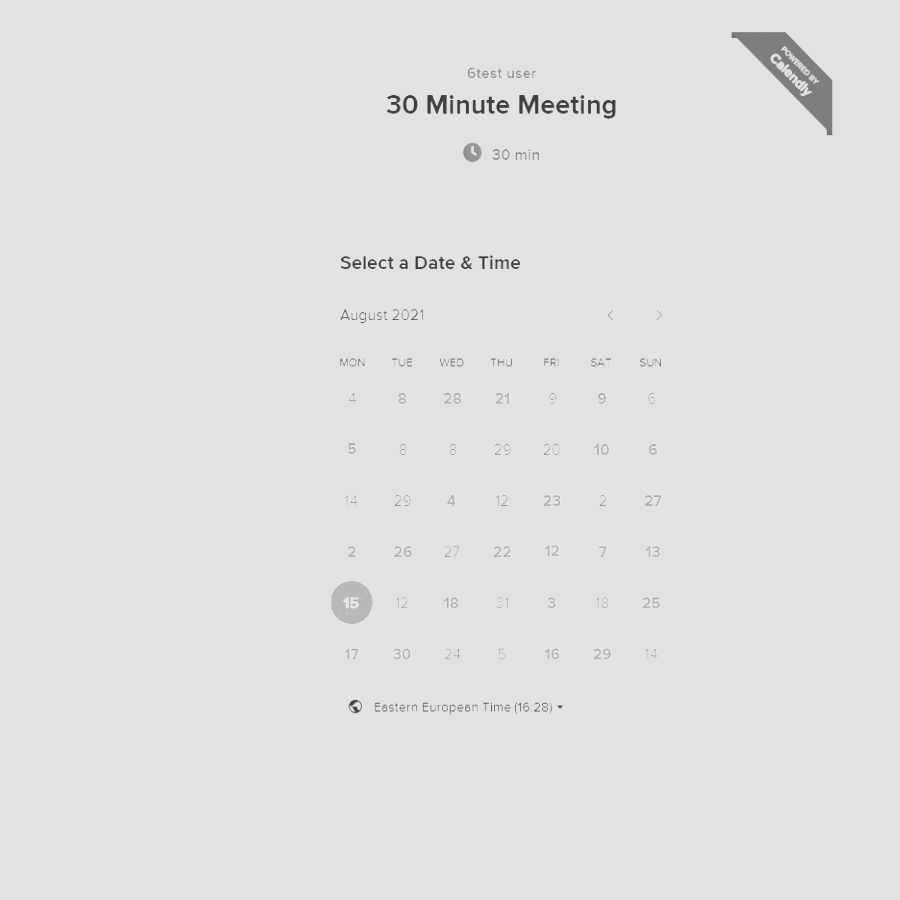 POWERED BY
Calendly
6test user
30 Minute Meeting
30 min
Select a Date & Time
August 2021
MON TUE WED THU FRI SAT SUN
4 8 28 21 9 9 6
5 8 8 29 20 10 6
14 29 4 12 23 2 27
2 26 27 22 12 7 13
15 12 18 31 3 18 25
17 30 24 5 16 29 14
Eastern European Time (16:28)